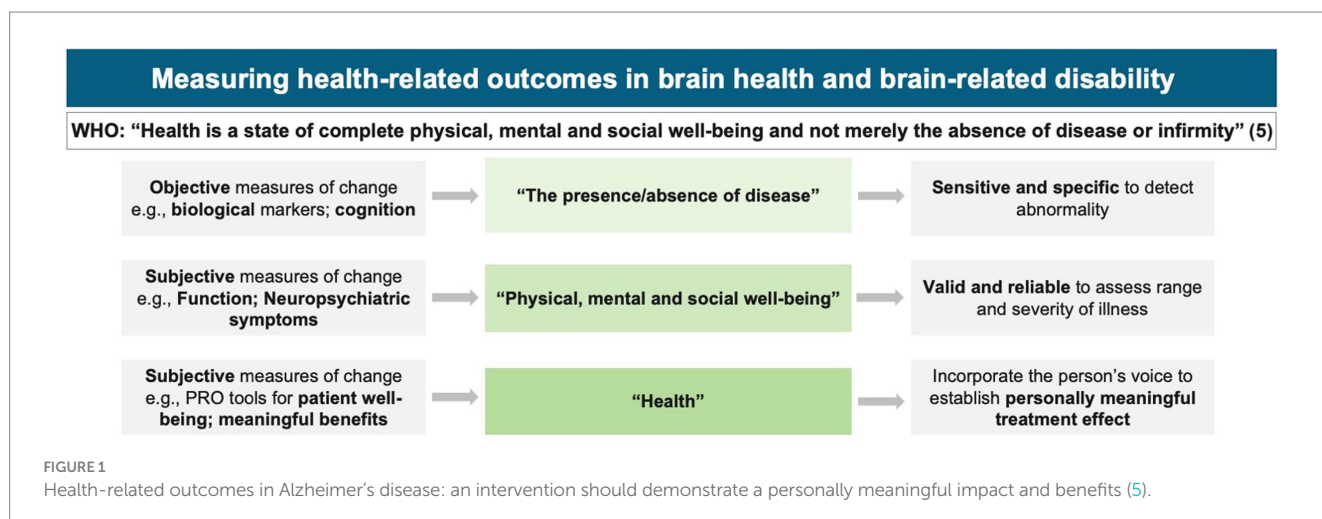 Measuring health-related outcomes in brain health and brain-related disability
WHO: “Health is a state of complete physical, mental and social well-being and not merely the absence of disease or infirmity” (5)
Objective measures of change
e.g., biological markers; cognition
“The presence/absence of disease”
Sensitive and specific to detect
abnormality
Subjective measures of change
e.g., Function; Neuropsychiatric
symptoms
“Physical, mental and social well-being”
Valid and reliable to assess range
and severity of illness
Subjective measures of change
e.g., PRO tools for patient well-
being; meaningful benefits
“Health”
Incorporate the person’s voice to
establish personally meaningful
treatment effect
FIGURE 1
Health-related outcomes in Alzheimer’s disease: an intervention should demonstrate a personally meaningful impact and benefits (5).